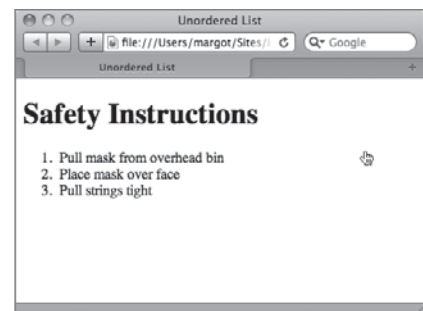 Unordered List
file:///Users/margot/Sites/
Google
Unordered List
Safety Instructions
1. Pull mask from overhead bin
2. Place mask over face
3. Pull strings tight